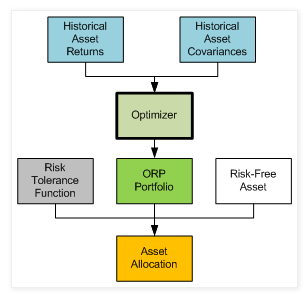 Historical
Asset
Returns
Historical
Asset
Covariances
Optimizer
Risk
Tolerance
Function
ORP
Portfolio
Risk-Free
Asset
Asset
Allocation